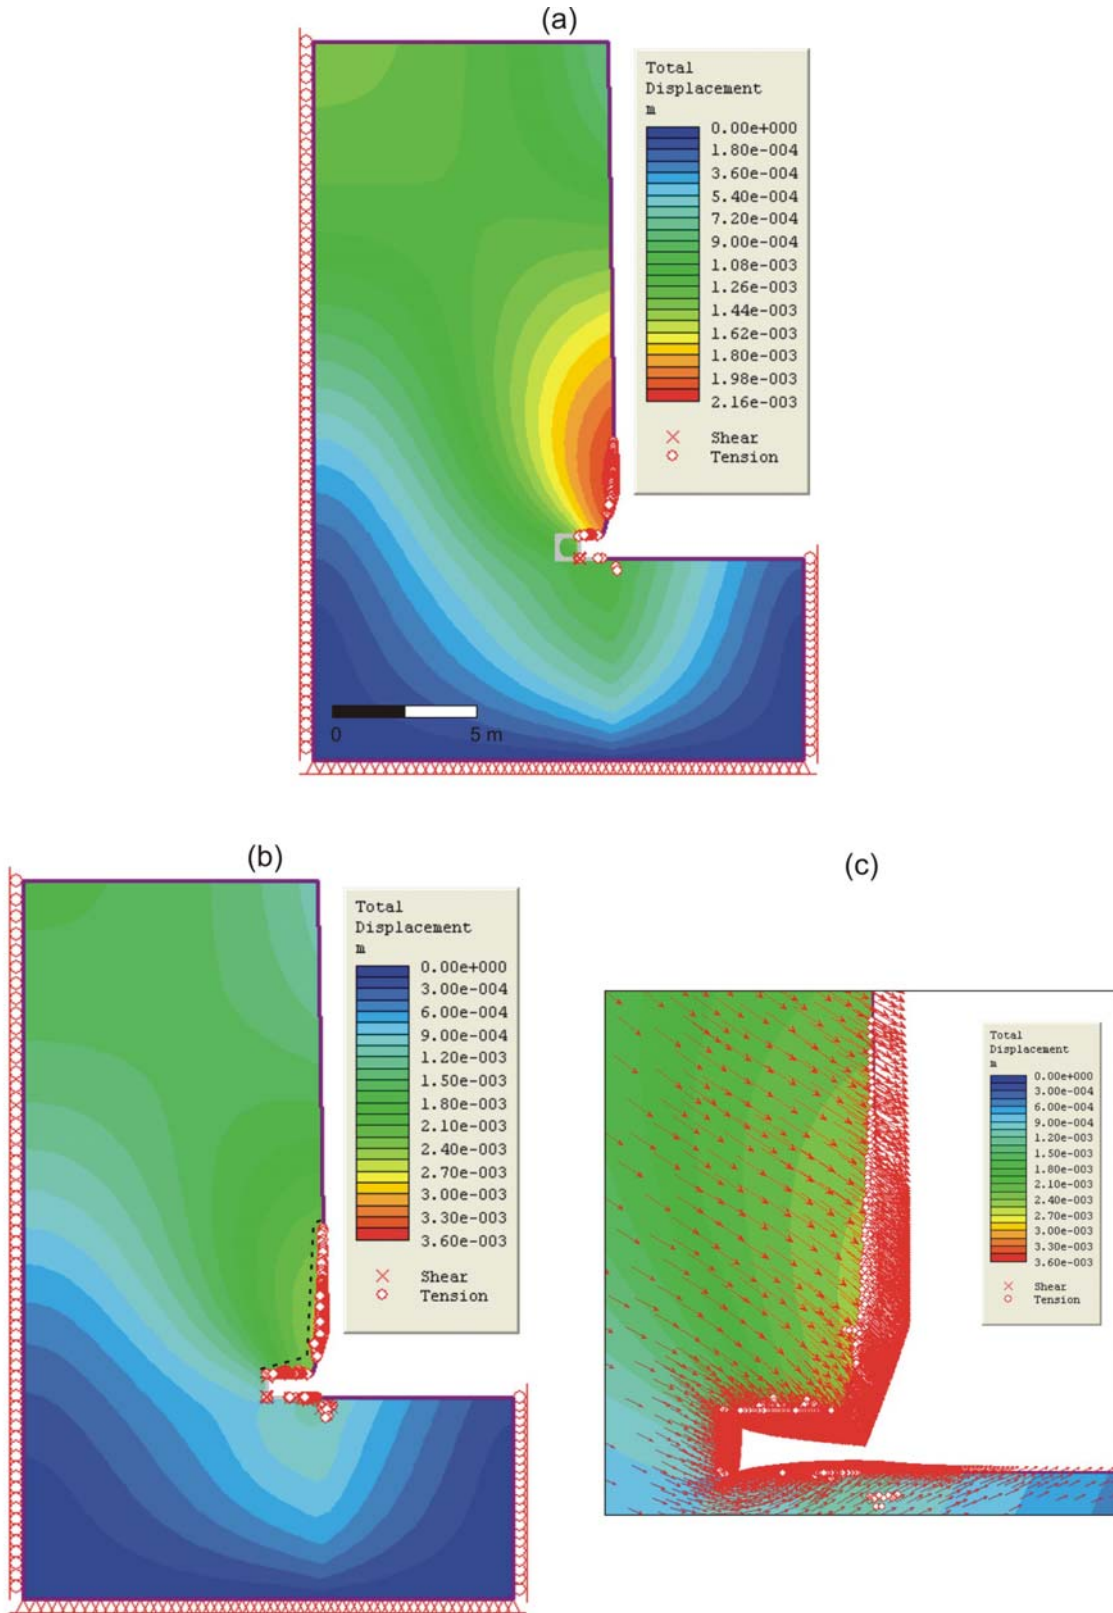 (a)
Total
Displacement
m
0.00e+000
1.80e-004
3.60e-004
5.40e-004
7.20e-004
9.00e-004
1.08e-003
1.26e-003
1.44e-003
1.62e-003
1.80e-003
1.98e-003
2.16e-003
Shear
Tension
0 5 m
(b)
Total
Displacement
m
0.00e+000
3.00e-004
6.00e-004
9.00e-004
1.20e-003
1.50e-003
1.80e-003
2.10e-003
2.40e-003
2.70e-003
3.00e-003
3.30e-003
3.60e-003
Shear
Tension
(c)
Total
Displacement
m
0.00e+000
3.00e-004
6.00e-004
9.00e-004
1.20e-003
1.50e-003
1.80e-003
2.10e-003
2.40e-003
2.70e-003
3.00e-003
3.30e-003
3.60e-003
Shear
Tension